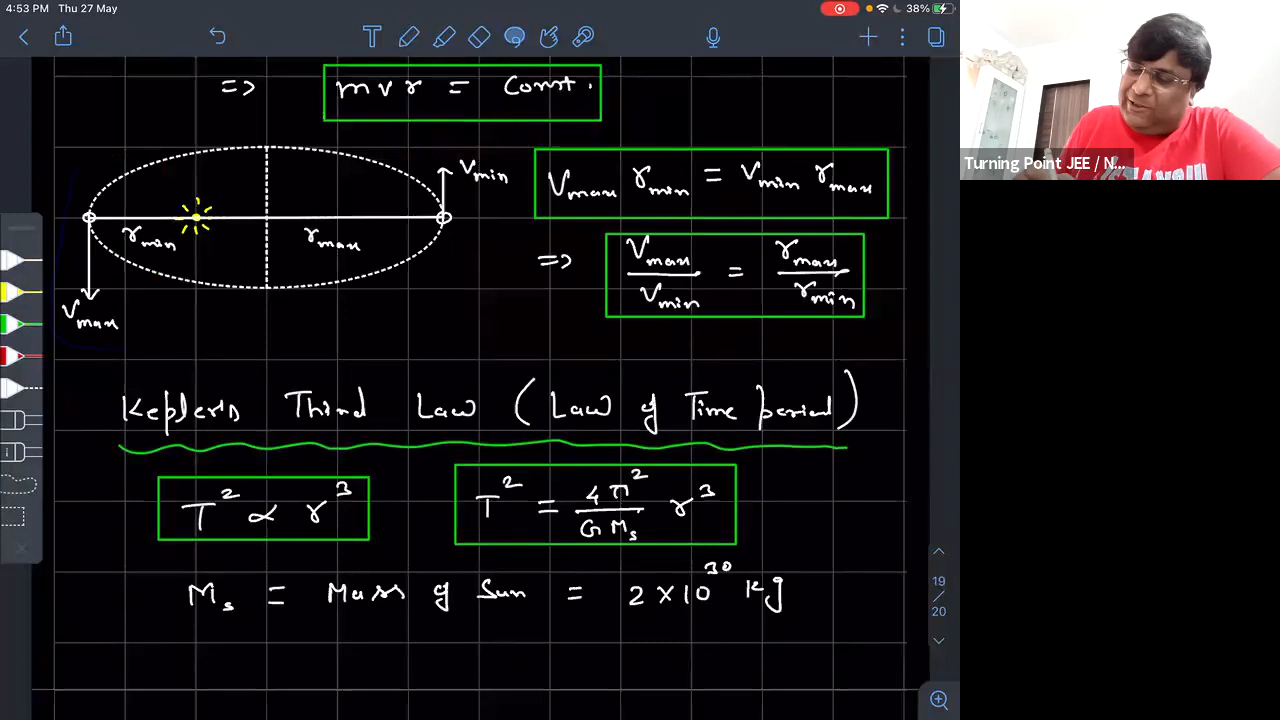 4:53 PM Thu 27 May
38%
=> mvr = Const.
Vmin
Vmax rmin = Vmin rmax
rmin rmax
=> Vmax/Vmin = rmax/rmin
Vmax
Kepler's Third Law (Law of Time period)
T² ∝ r³
T² = 4π²/GMs r³
Ms = Mass of Sun = 2 × 10³⁰ Kg
19
/
20
Turning Point JEE / N...